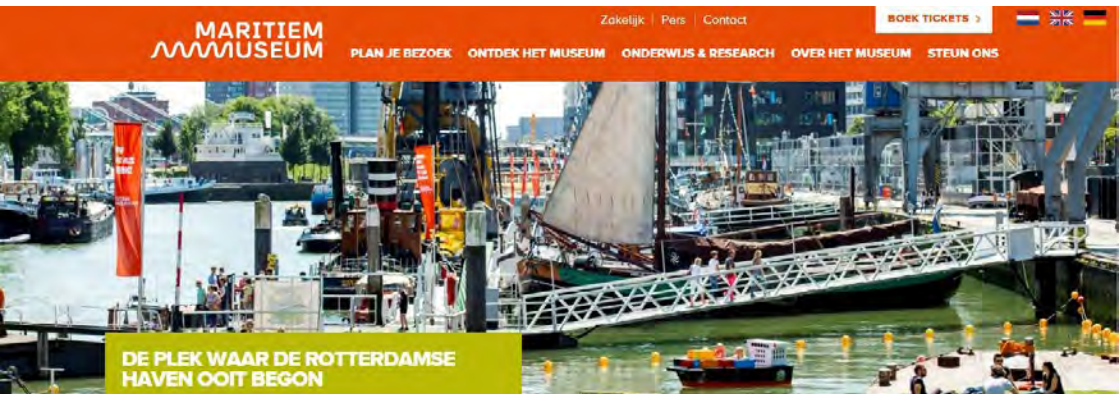 Zakelijk | Pers | Contact
BOEK TICKETS >
MARITIEM
MUSEUM
PLAN JE BEZOEK ONTDEK HET MUSEUM ONDERWIJS & RESEARCH OVER HET MUSEUM STEUN ONS
DE PLEK WAAR DE ROTTERDAMSE
HAVEN OOIT BEGON